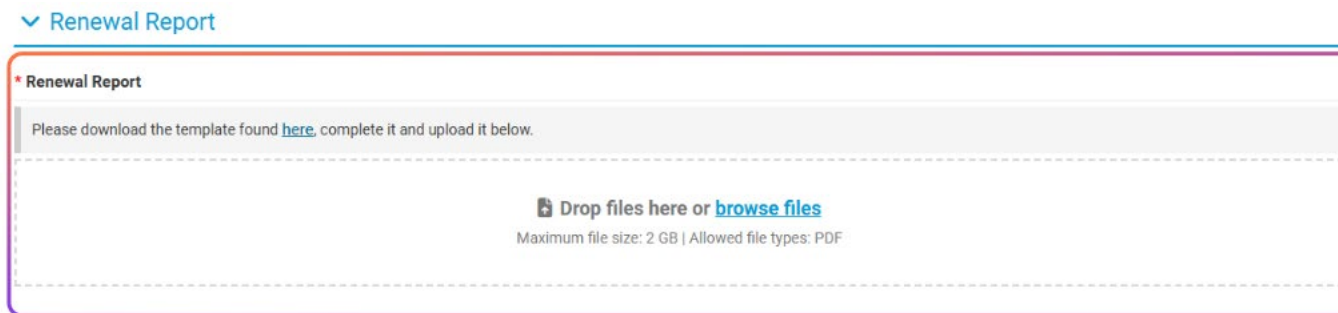 Renewal Report
* Renewal Report
Please download the template found here, complete it and upload it below.
Drop files here or browse files
Maximum file size: 2 GB | Allowed file types: PDF